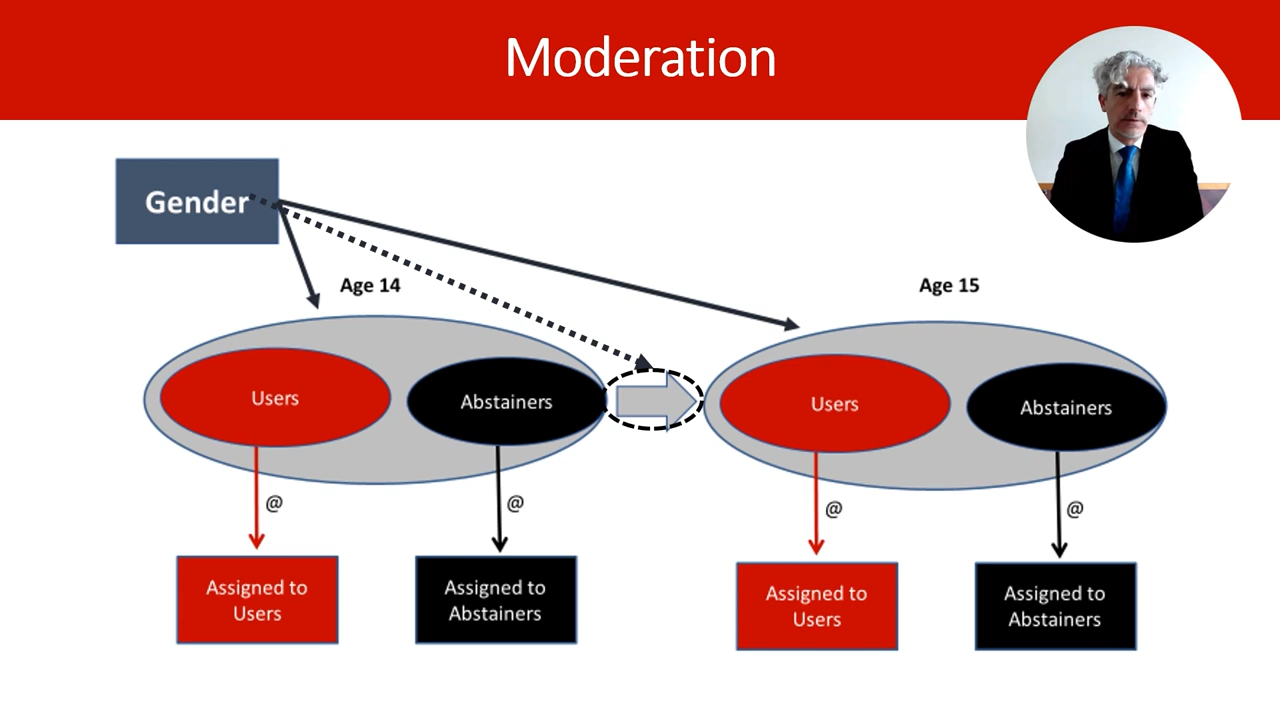 Moderation
Gender
Age 14
Age 15
Users
Abstainers
Users
Abstainers
@
@
@
@
Assigned to
Users
Assigned to
Abstainers
Assigned to
Users
Assigned to
Abstainers